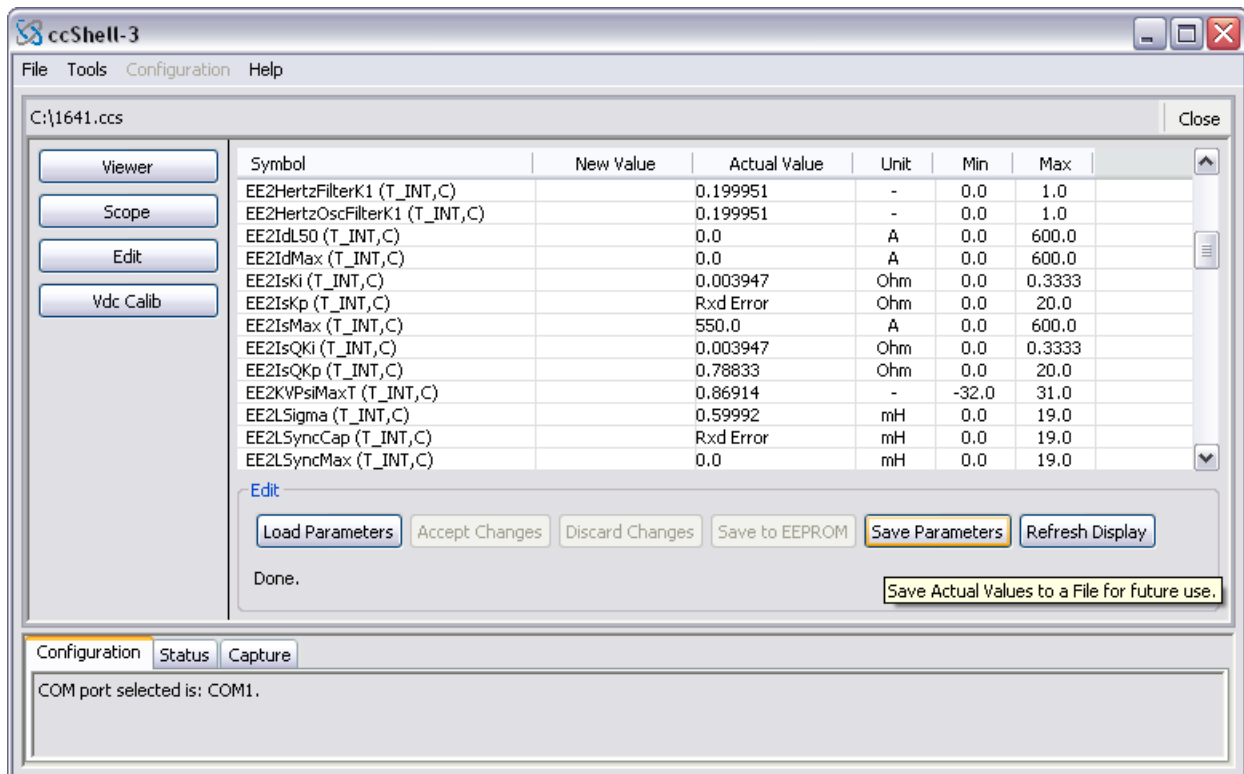 ccShell-3
File Tools Configuration Help
C:\1641.ccs Close
Viewer
Scope
Edit
Vdc Calib
Symbol New Value Actual Value Unit Min Max
EE2HertzFilterK1 (T_INT,C) 0.199951 - 0.0 1.0
EE2HertzOscFilterK1 (T_INT,C) 0.199951 - 0.0 1.0
EE2IdL50 (T_INT,C) 0.0 A 0.0 600.0
EE2IdMax (T_INT,C) 0.0 A 0.0 600.0
EE2IsKi (T_INT,C) 0.003947 Ohm 0.0 0.3333
EE2IsKp (T_INT,C) Rxd Error Ohm 0.0 20.0
EE2IsMax (T_INT,C) 550.0 A 0.0 600.0
EE2IsQKi (T_INT,C) 0.003947 Ohm 0.0 0.3333
EE2IsQKp (T_INT,C) 0.78833 Ohm 0.0 20.0
EE2KVPsiMaxT (T_INT,C) 0.86914 - -32.0 31.0
EE2LSigma (T_INT,C) 0.59992 mH 0.0 19.0
EE2LSyncCap (T_INT,C) Rxd Error mH 0.0 19.0
EE2LSyncMax (T_INT,C) 0.0 mH 0.0 19.0
Edit
Load Parameters Accept Changes Discard Changes Save to EEPROM Save Parameters Refresh Display
Done.
Save Actual Values to a File for future use.
Configuration Status Capture
COM port selected is: COM1.